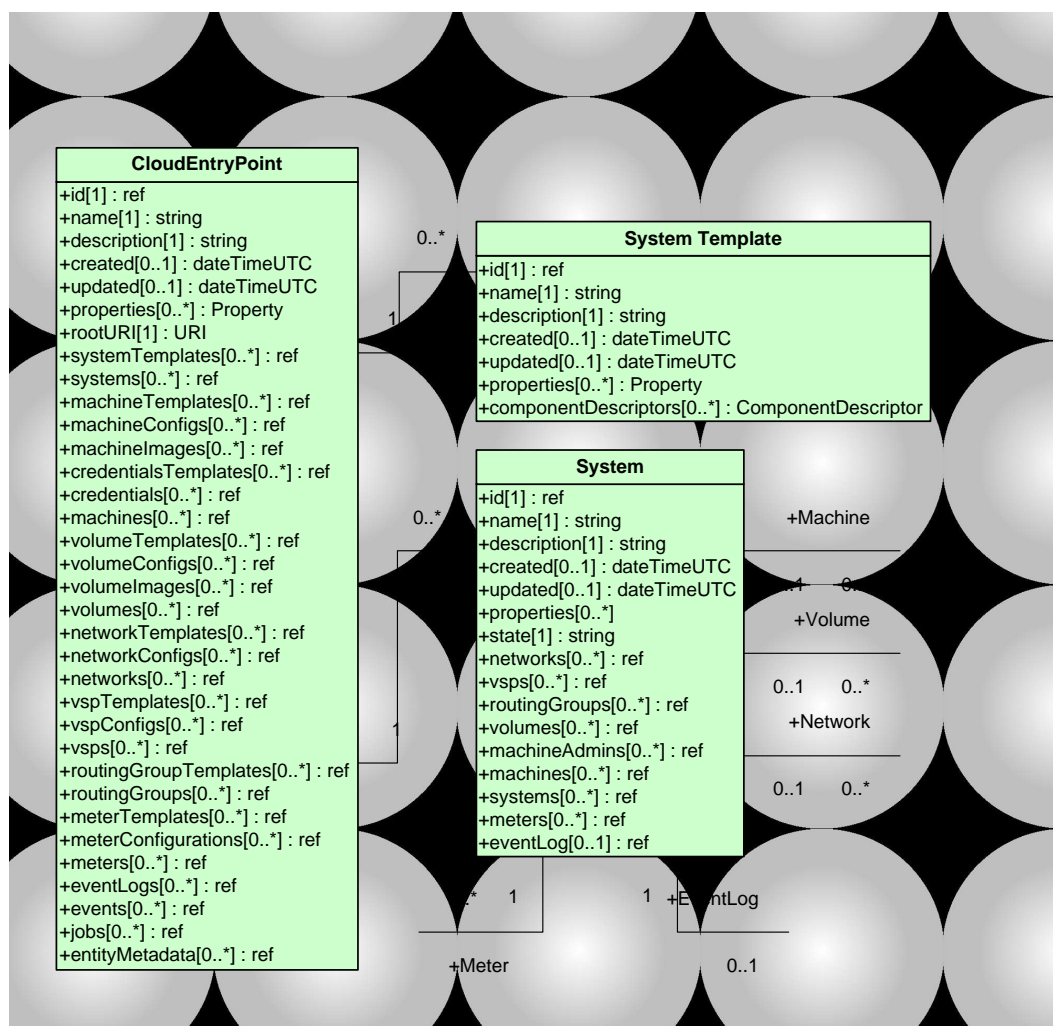 CloudEntryPoint
+id[1] : ref
+name[1] : string
+description[1] : string
+created[0..1] : dateTimeUTC
+updated[0..1] : dateTimeUTC
+properties[0..*] : Property
+rootURI[1] : URI
+systemTemplates[0..*] : ref
+systems[0..*] : ref
+machineTemplates[0..*] : ref
+machineConfigs[0..*] : ref
+machineImages[0..*] : ref
+credentialsTemplates[0..*] : ref
+credentials[0..*] : ref
+machines[0..*] : ref
+volumeTemplates[0..*] : ref
+volumeConfigs[0..*] : ref
+volumeImages[0..*] : ref
+volumes[0..*] : ref
+networkTemplates[0..*] : ref
+networkConfigs[0..*] : ref
+networks[0..*] : ref
+vspTemplates[0..*] : ref
+vspConfigs[0..*] : ref
+vsps[0..*] : ref
+routingGroupTemplates[0..*] : ref
+routingGroups[0..*] : ref
+meterTemplates[0..*] : ref
+meterConfigurations[0..*] : ref
+meters[0..*] : ref
+eventLogs[0..*] : ref
+events[0..*] : ref
+jobs[0..*] : ref
+entityMetadata[0..*] : ref
0..*
1
System Template
+id[1] : ref
+name[1] : string
+description[1] : string
+created[0..1] : dateTimeUTC
+updated[0..1] : dateTimeUTC
+properties[0..*] : Property
+componentDescriptors[0..*] : ComponentDescriptor
0..*
1
System
+id[1] : ref
+name[1] : string
+description[1] : string
+created[0..1] : dateTimeUTC
+updated[0..1] : dateTimeUTC
+properties[0..*]
+state[1] : string
+networks[0..*] : ref
+vsps[0..*] : ref
+routingGroups[0..*] : ref
+volumes[0..*] : ref
+machineAdmins[0..*] : ref
+machines[0..*] : ref
+systems[0..*] : ref
+meters[0..*] : ref
+eventLog[0..1] : ref
+Machine
+Volume
0..1 0..*
+Network
0..1 0..*
1
+Meter
1 +EventLog
0..1